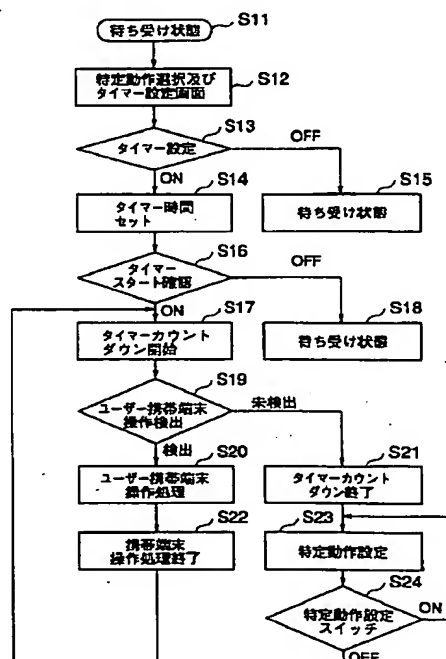 待ち受け状態
S11
特定動作選択及び
タイマー設定画面
S12
タイマー設定
S13
OFF
ON
S14
タイマー時間
セット
S15
待ち受け状態
S16
タイマー
スタート確認
OFF
ON
S17
タイマーカウント
ダウン開始
S18
待ち受け状態
S19
ユーザー携帯端末
操作検出
未検出
検出
S20
ユーザー携帯端末
操作処理
S21
タイマーカウント
ダウン終了
S22
携帯端末
操作処理終了
S23
特定動作設定
S24
特定動作設定
スイッチ
ON
OFF